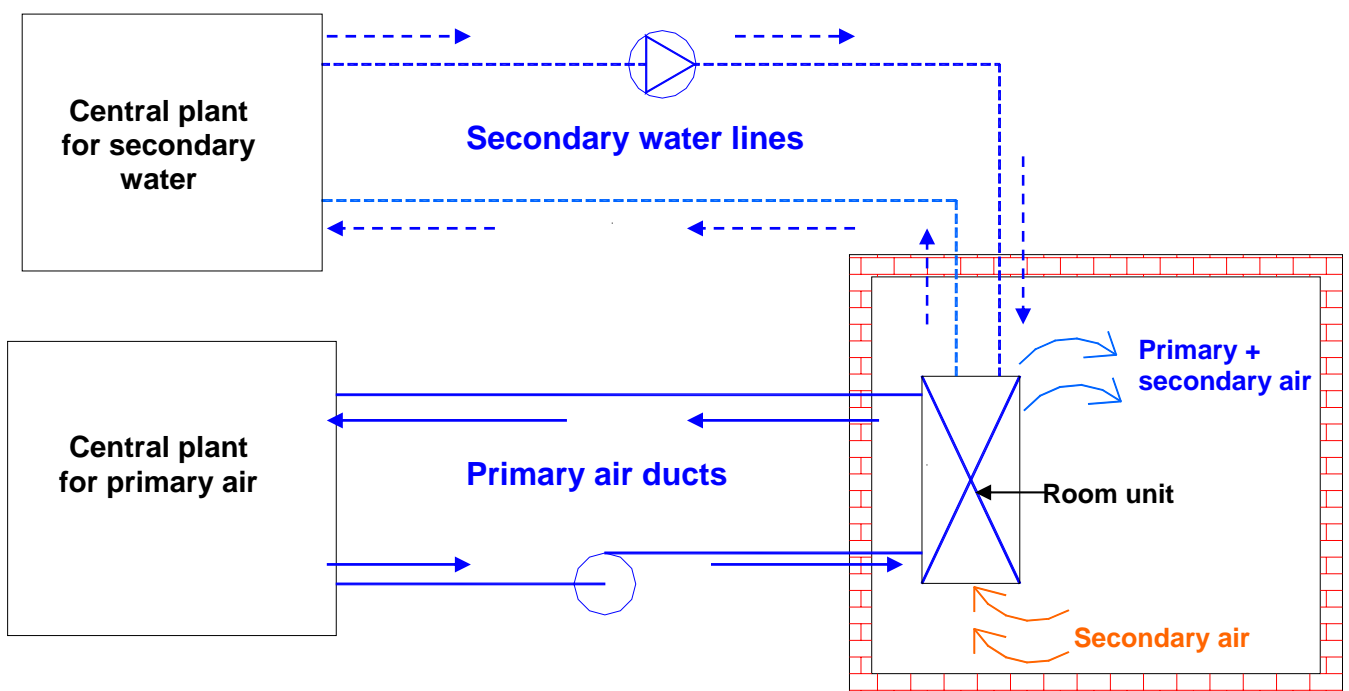 Central plant
for secondary
water
Secondary water lines
Primary +
secondary air
Central plant
for primary air
Primary air ducts
Room unit
Secondary air